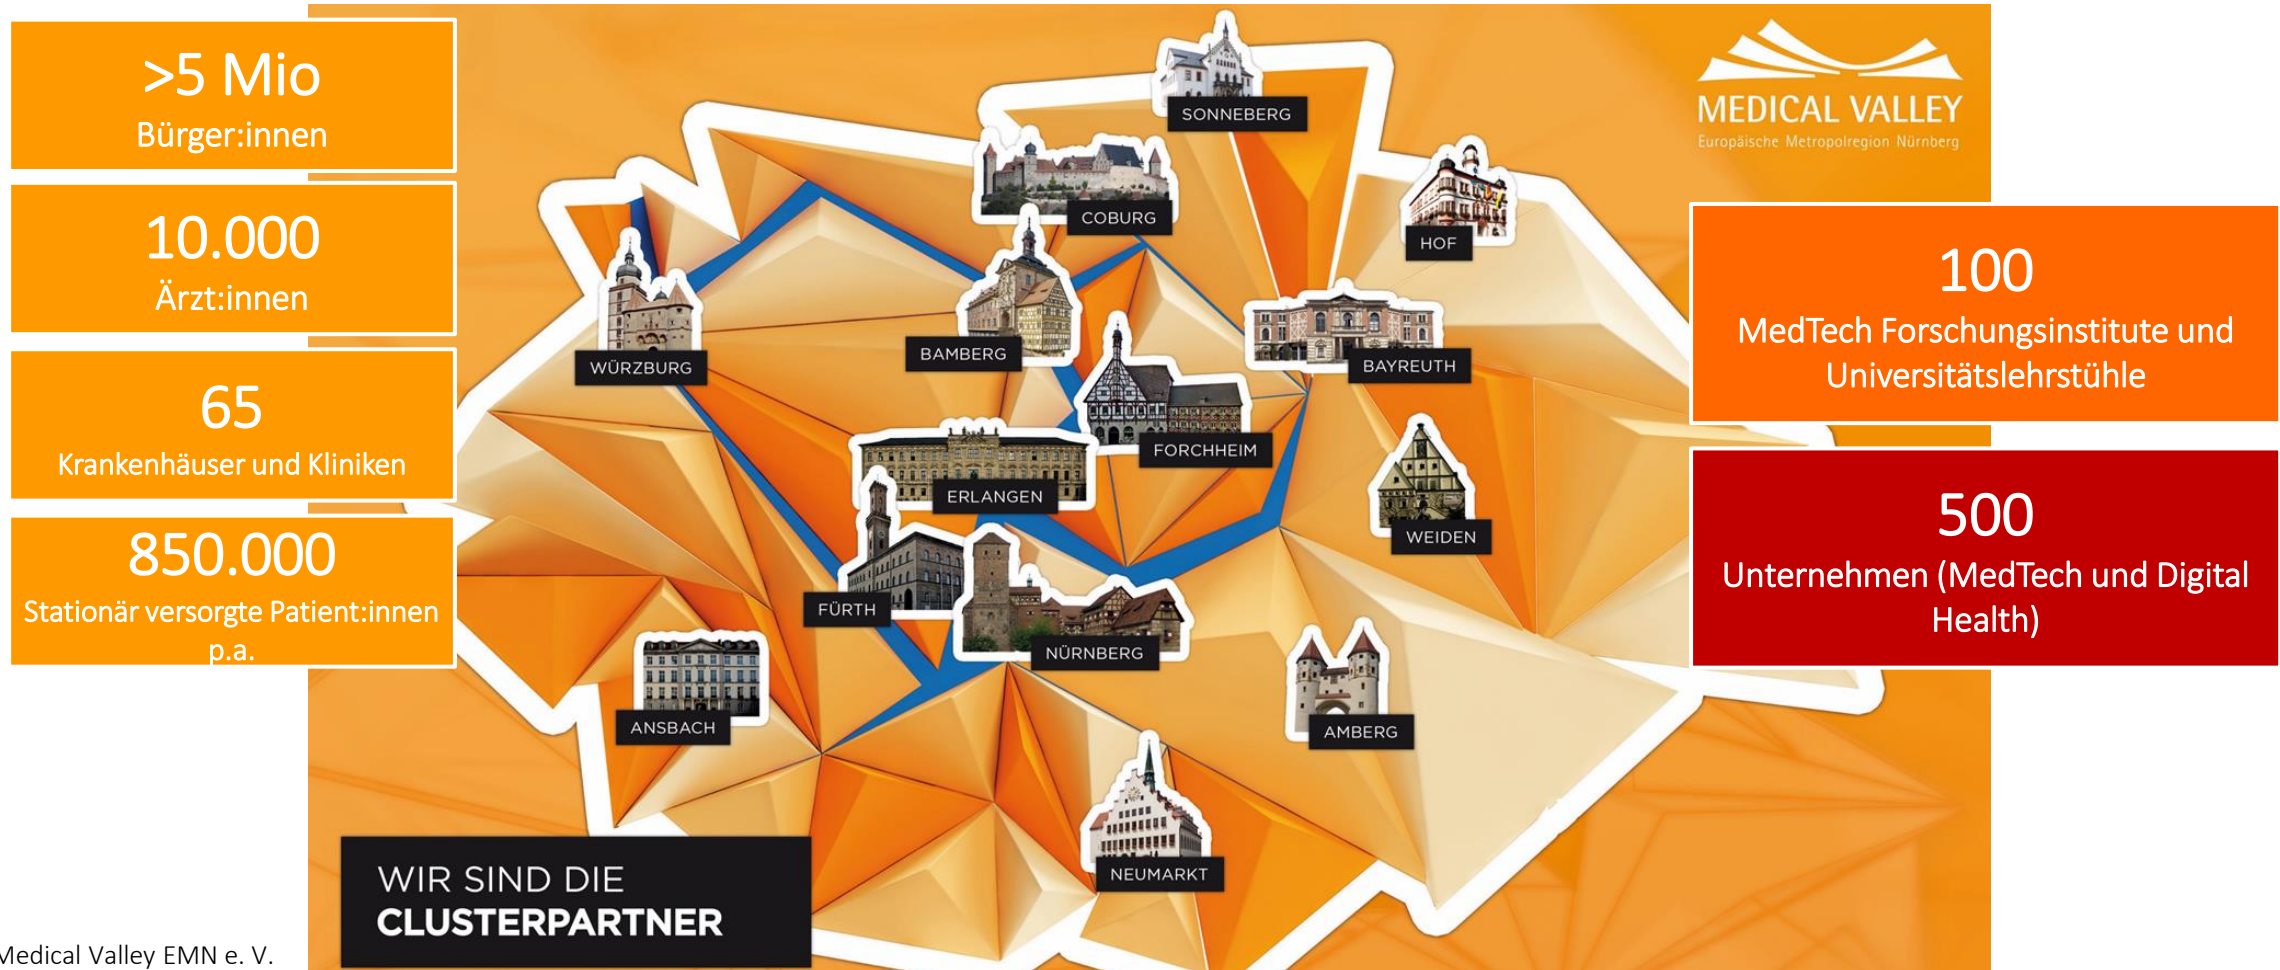 >5 Mio
Bürger:innen
10.000
Ärzt:innen
65
Krankenhäuser und Kliniken
850.000
Stationär versorgte Patient:innen
p.a.
MEDICAL VALLEY
Europäische Metropolregion Nürnberg
SONNEBERG
COBURG
HOF
WÜRZBURG
BAMBERG
BAYREUTH
FORCHHEIM
ERLANGEN
WEIDEN
FÜRTH
NÜRNBERG
ANSBACH
AMBERG
NEUMARKT
100
MedTech Forschungsinstitute und
Universitätslehrstühle
500
Unternehmen (MedTech und Digital
Health)
WIR SIND DIE
CLUSTERPARTNER
Medical Valley EMN e. V.